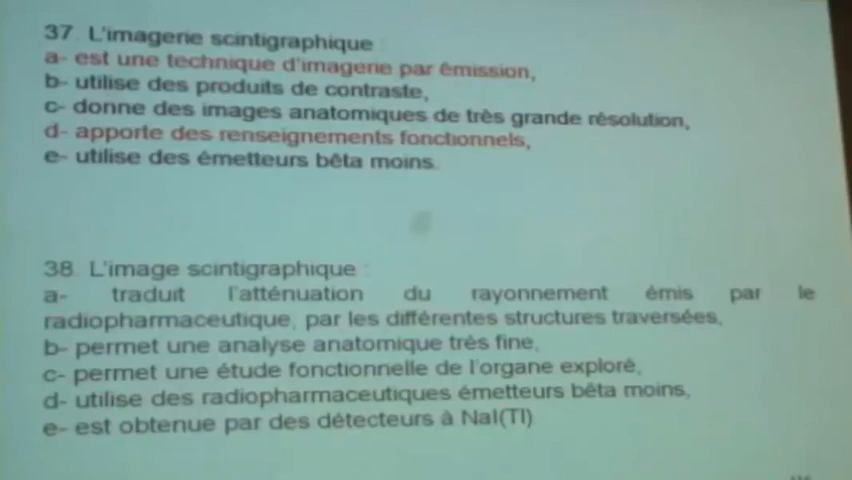 37. L'imagerie scintigraphique :
a- est une technique d'imagerie par émission,
b- utilise des produits de contraste,
c- donne des images anatomiques de très grande résolution,
d- apporte des renseignements fonctionnels,
e- utilise des émetteurs bêta moins.
38. L'image scintigraphique :
a- traduit l'atténuation du rayonnement émis par le
radiopharmaceutique, par les différentes structures traversées,
b- permet une analyse anatomique très fine,
c- permet une étude fonctionnelle de l'organe exploré,
d- utilise des radiopharmaceutiques émetteurs bêta moins,
e- est obtenue par des détecteurs à NaI(Tl)